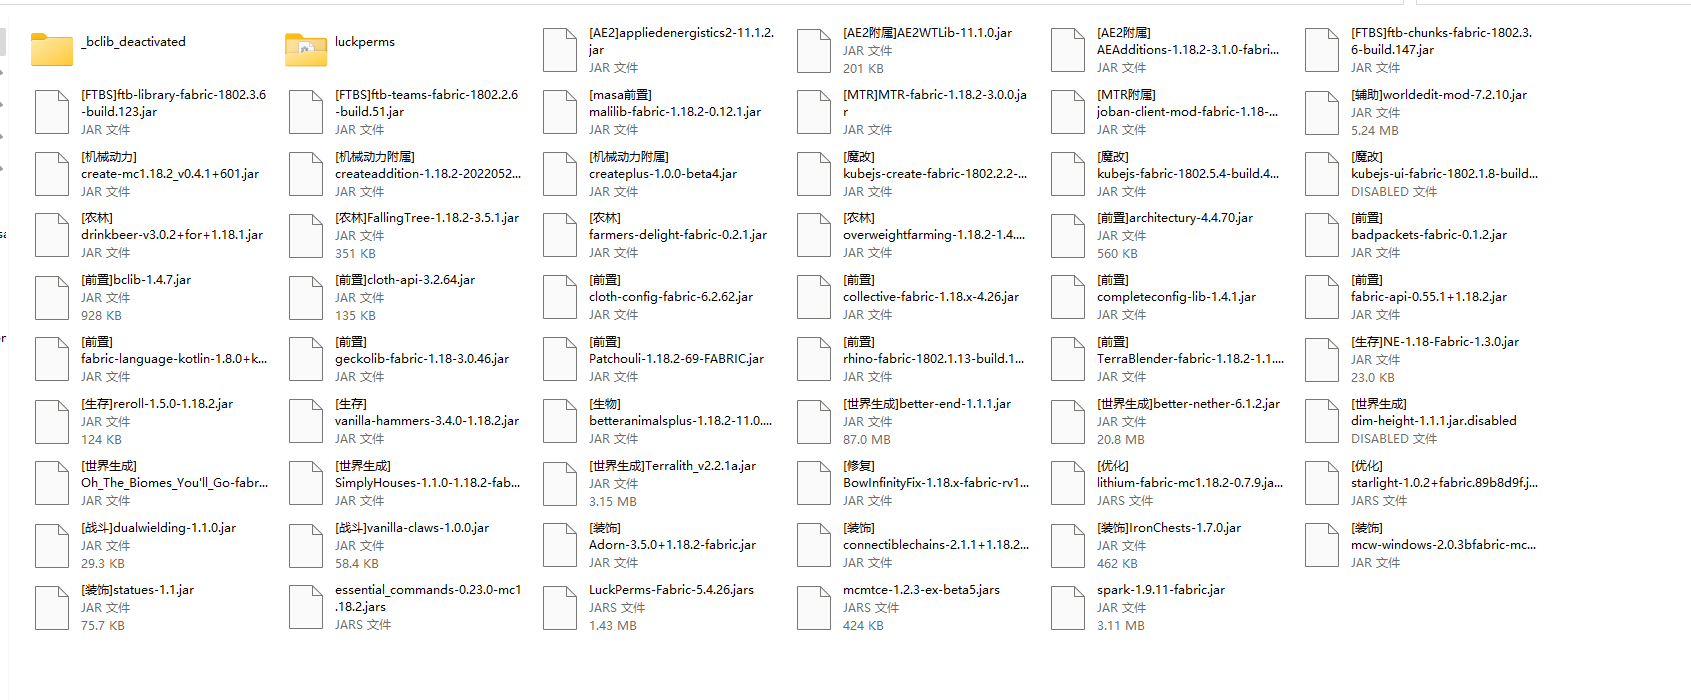 _bclib_deactivated
luckperms
[AE2]appliedenergistics2-11.1.2.
jar
JAR 文件
[AE2附属]AE2WTLib-11.1.0.jar
JAR 文件
201 KB
[AE2附属]
AEAdditions-1.18.2-3.1.0-fabri...
JAR 文件
[FTBS]ftb-chunks-fabric-1802.3.
6-build.147.jar
JAR 文件
[FTBS]ftb-library-fabric-1802.3.6
-build.123.jar
JAR 文件
[FTBS]ftb-teams-fabric-1802.2.6
-build.51.jar
JAR 文件
[masa前置]
malilib-fabric-1.18.2-0.12.1.jar
JAR 文件
[MTR]MTR-fabric-1.18.2-3.0.0.ja
r
JAR 文件
[MTR附属]
joban-client-mod-fabric-1.18-...
JAR 文件
[辅助]worldedit-mod-7.2.10.jar
JAR 文件
5.24 MB
[机械动力]
create-mc1.18.2_v0.4.1+601.jar
JAR 文件
[机械动力附属]
createaddition-1.18.2-2022052...
JAR 文件
[机械动力附属]
createplus-1.0.0-beta4.jar
JAR 文件
[魔改]
kubejs-create-fabric-1802.2.2-...
JAR 文件
[魔改]
kubejs-fabric-1802.5.4-build.4...
JAR 文件
[魔改]
kubejs-ui-fabric-1802.1.8-build...
DISABLED 文件
[农林]
drinkbeer-v3.0.2+for+1.18.1.jar
JAR 文件
[农林]FallingTree-1.18.2-3.5.1.jar
JAR 文件
351 KB
[农林]
farmers-delight-fabric-0.2.1.jar
JAR 文件
[农林]
overweightfarming-1.18.2-1.4....
JAR 文件
[前置]architectury-4.4.70.jar
JAR 文件
560 KB
[前置]
badpackets-fabric-0.1.2.jar
JAR 文件
[前置]bclib-1.4.7.jar
JAR 文件
928 KB
[前置]cloth-api-3.2.64.jar
JAR 文件
135 KB
[前置]
cloth-config-fabric-6.2.62.jar
JAR 文件
[前置]
collective-fabric-1.18.x-4.26.jar
JAR 文件
[前置]
completeconfig-lib-1.4.1.jar
JAR 文件
[前置]
fabric-api-0.55.1+1.18.2.jar
JAR 文件
[前置]
fabric-language-kotlin-1.8.0+k...
JAR 文件
[前置]
geckolib-fabric-1.18-3.0.46.jar
JAR 文件
[前置]
Patchouli-1.18.2-69-FABRIC.jar
JAR 文件
[前置]
rhino-fabric-1802.1.13-build.1...
JAR 文件
[前置]
TerraBlender-fabric-1.18.2-1.1....
JAR 文件
[生存]NE-1.18-Fabric-1.3.0.jar
JAR 文件
23.0 KB
[生存]reroll-1.5.0-1.18.2.jar
JAR 文件
124 KB
[生存]
vanilla-hammers-3.4.0-1.18.2.jar
JAR 文件
[生物]
betteranimalsplus-1.18.2-11.0....
JAR 文件
[世界生成]better-end-1.1.1.jar
JAR 文件
87.0 MB
[世界生成]better-nether-6.1.2.jar
JAR 文件
20.8 MB
[世界生成]
dim-height-1.1.1.jar.disabled
DISABLED 文件
[世界生成]
Oh_The_Biomes_You'll_Go-fabr...
JAR 文件
[世界生成]
SimplyHouses-1.1.0-1.18.2-fab...
JAR 文件
[世界生成]Terralith_v2.2.1a.jar
JAR 文件
3.15 MB
[修复]
BowInfinityFix-1.18.x-fabric-rv1...
JAR 文件
[优化]
lithium-fabric-mc1.18.2-0.7.9.ja...
JARS 文件
[优化]
starlight-1.0.2+fabric.89b8d9f.j...
JARS 文件
[战斗]dualwielding-1.1.0.jar
JAR 文件
29.3 KB
[战斗]vanilla-claws-1.0.0.jar
JAR 文件
58.4 KB
[装饰]
Adorn-3.5.0+1.18.2-fabric.jar
JAR 文件
[装饰]
connectiblechains-2.1.1+1.18.2...
JAR 文件
[装饰]IronChests-1.7.0.jar
JAR 文件
462 KB
[装饰]
mcw-windows-2.0.3bfabric-mc...
JAR 文件
[装饰]statues-1.1.jar
JAR 文件
75.7 KB
essential_commands-0.23.0-mc1
.18.2.jars
JARS 文件
LuckPerms-Fabric-5.4.26.jars
JARS 文件
1.43 MB
mcmtce-1.2.3-ex-beta5.jars
JARS 文件
424 KB
spark-1.9.11-fabric.jar
JAR 文件
3.11 MB